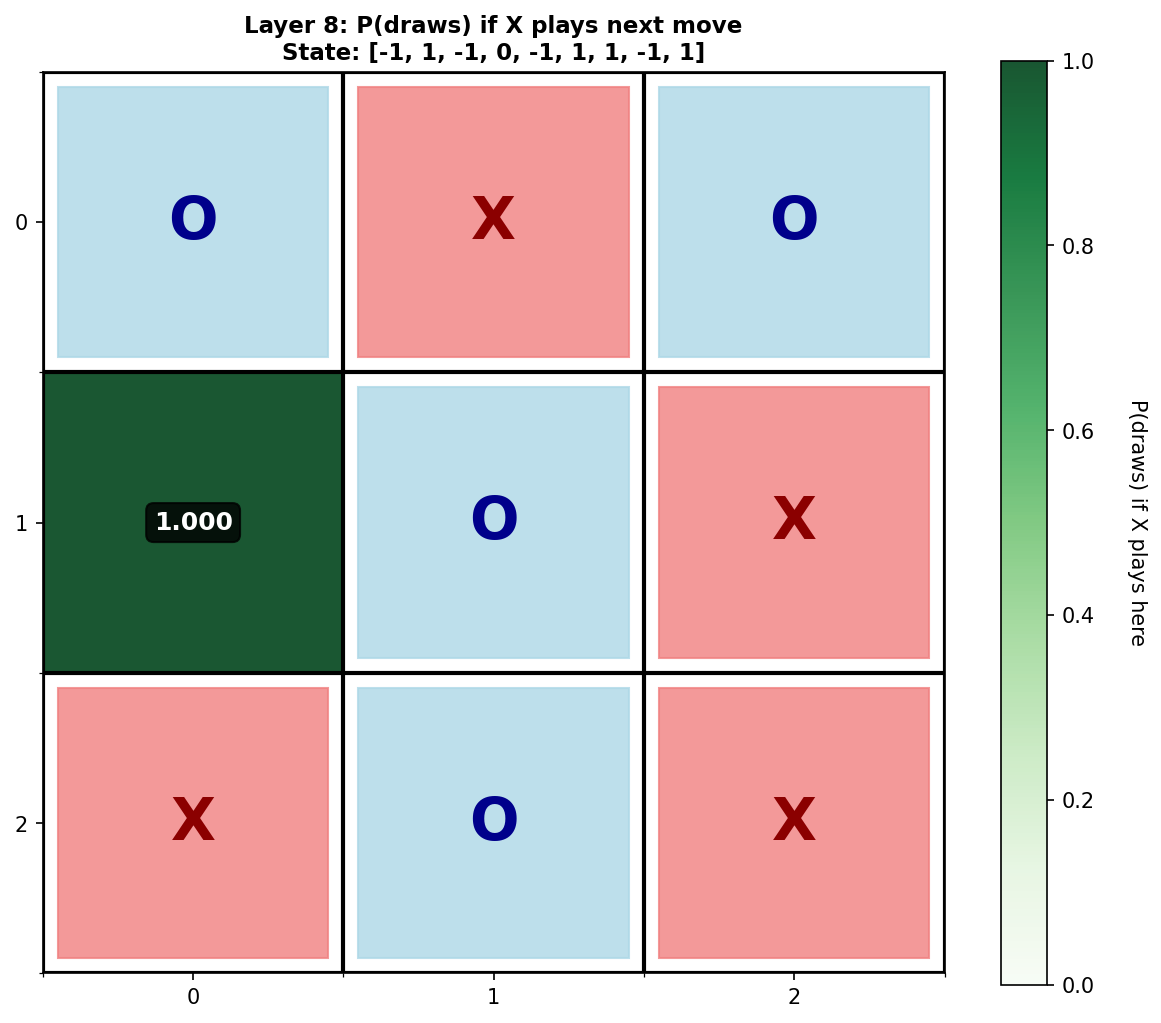 Layer 8: P(draws) if X plays next move
State: [-1, 1, -1, 0, -1, 1, 1, -1, 1]
O X O
1.000 O X
X O X
0
1
2
0 1 2
1.0
0.8
0.6
0.4
0.2
0.0
P(draws) if X plays here